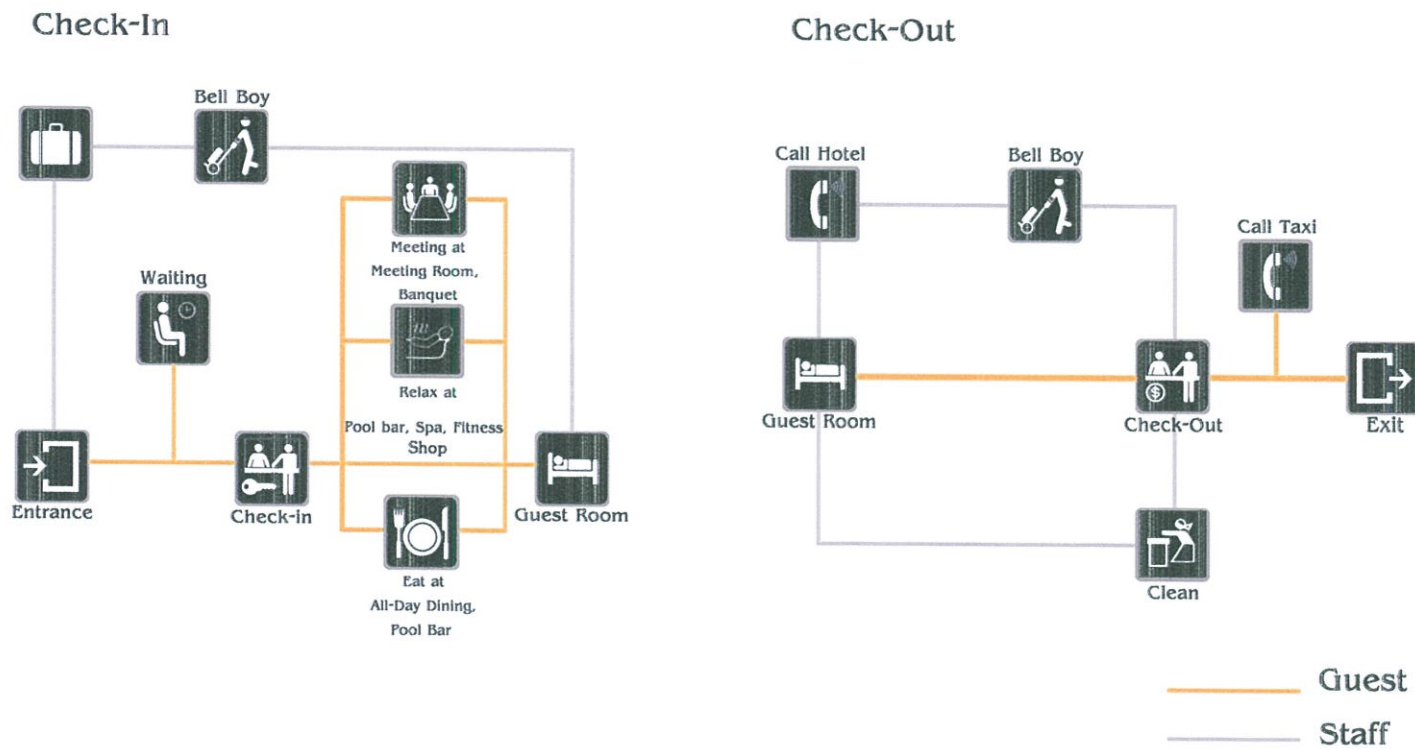 Check-In
Bell Boy
Waiting
Meeting at
Meeting Room,
Banquet
Relax at
Pool bar, Spa, Fitness
Shop
Entrance
Check-in
Guest Room
Eat at
All-Day Dining,
Pool Bar
Check-Out
Call Hotel
Bell Boy
Call Taxi
Guest Room
$
Check-Out
Exit
Clean
Guest
Staff